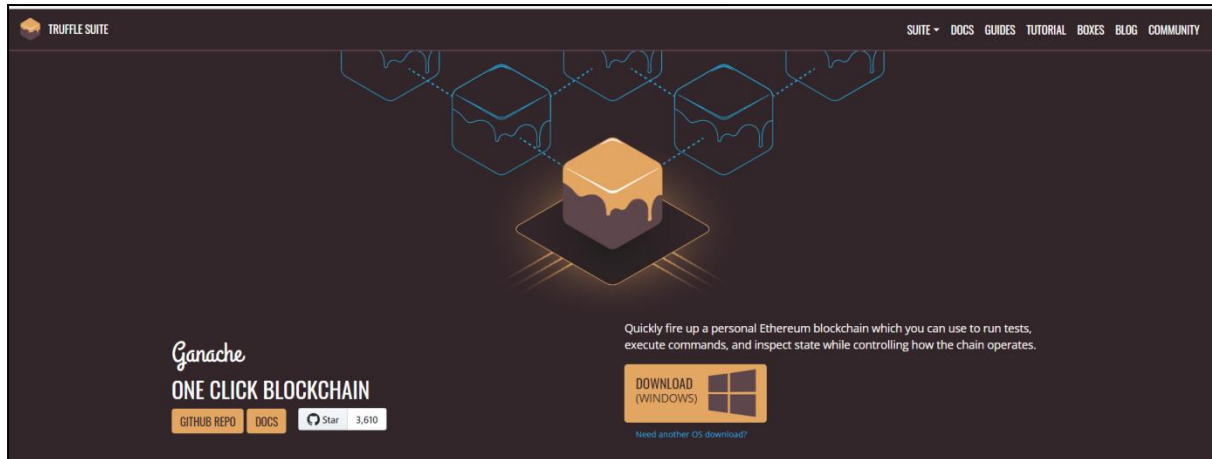 TRUFFLE SUITE
SUITE DOCS GUIDES TUTORIAL BOXES BLOG COMMUNITY
Ganache
ONE CLICK BLOCKCHAIN
GITHUB REPO DOCS Star 3,610
Quickly fire up a personal Ethereum blockchain which you can use to run tests,
execute commands, and inspect state while controlling how the chain operates.
DOWNLOAD
(WINDOWS)
Need another OS download?